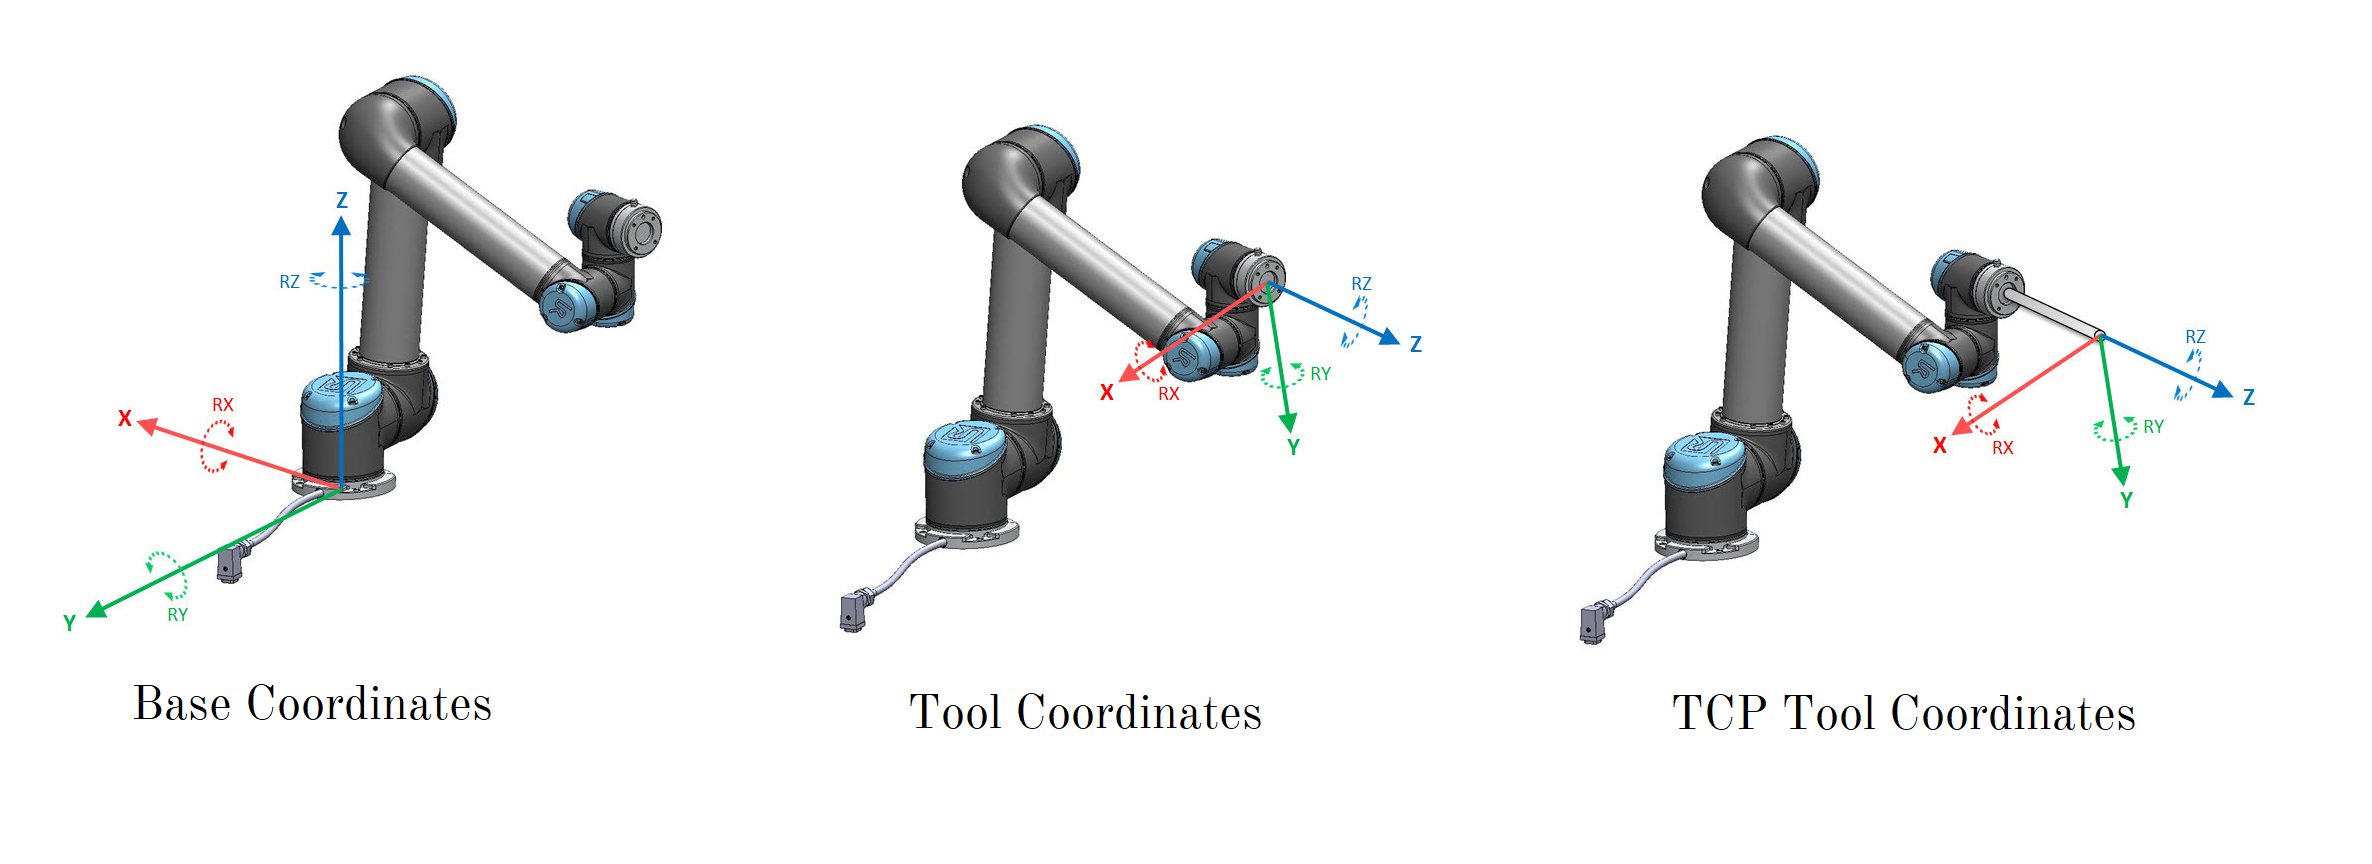 Z
RZ
X
RX
Y
RY
Base Coordinates
RZ
Z
X
RX
RY
Y
Tool Coordinates
RZ
Z
X
RX
RY
Y
TCP Tool Coordinates